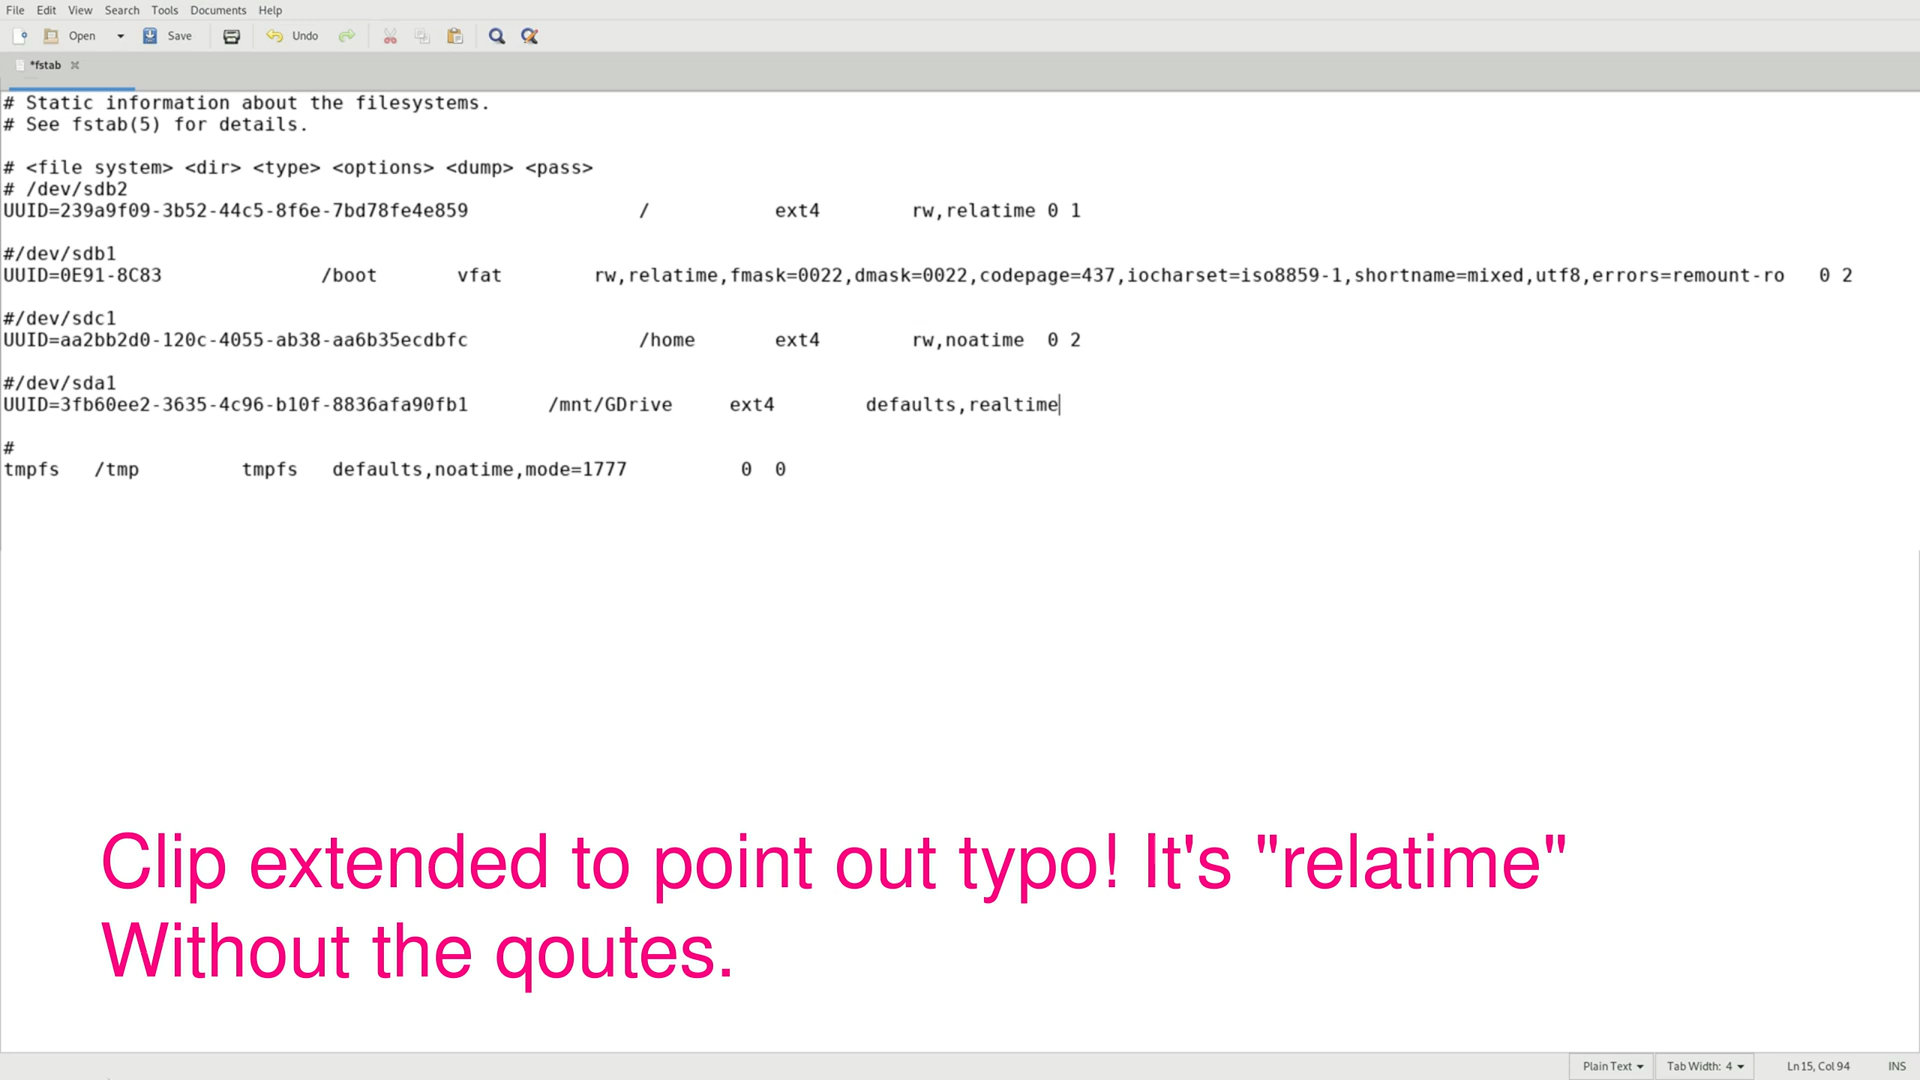 File Edit View Search Tools Documents Help
Open Save Undo
*fstab
# Static information about the filesystems.
# See fstab(5) for details.
# <file system> <dir> <type> <options> <dump> <pass>
# /dev/sdb2
UUID=239a9f09-3b52-44c5-8f6e-7bd78fe4e859 / ext4 rw,relatime 0 1
#/dev/sdb1
UUID=0E91-8C83 /boot vfat rw,relatime,fmask=0022,dmask=0022,codepage=437,iocharset=iso8859-1,shortname=mixed,utf8,errors=remount-ro 0 2
#/dev/sdc1
UUID=aa2bb2d0-120c-4055-ab38-aa6b35ecdbfc /home ext4 rw,noatime 0 2
#/dev/sda1
UUID=3fb60ee2-3635-4c96-b10f-8836afa90fb1 /mnt/GDrive ext4 defaults,realtime
#
tmpfs /tmp tmpfs defaults,noatime,mode=1777 0 0
Clip extended to point out typo! It's "relatime"
Without the qoutes.
Plain Text Tab Width: 4 Ln 15, Col 94 INS